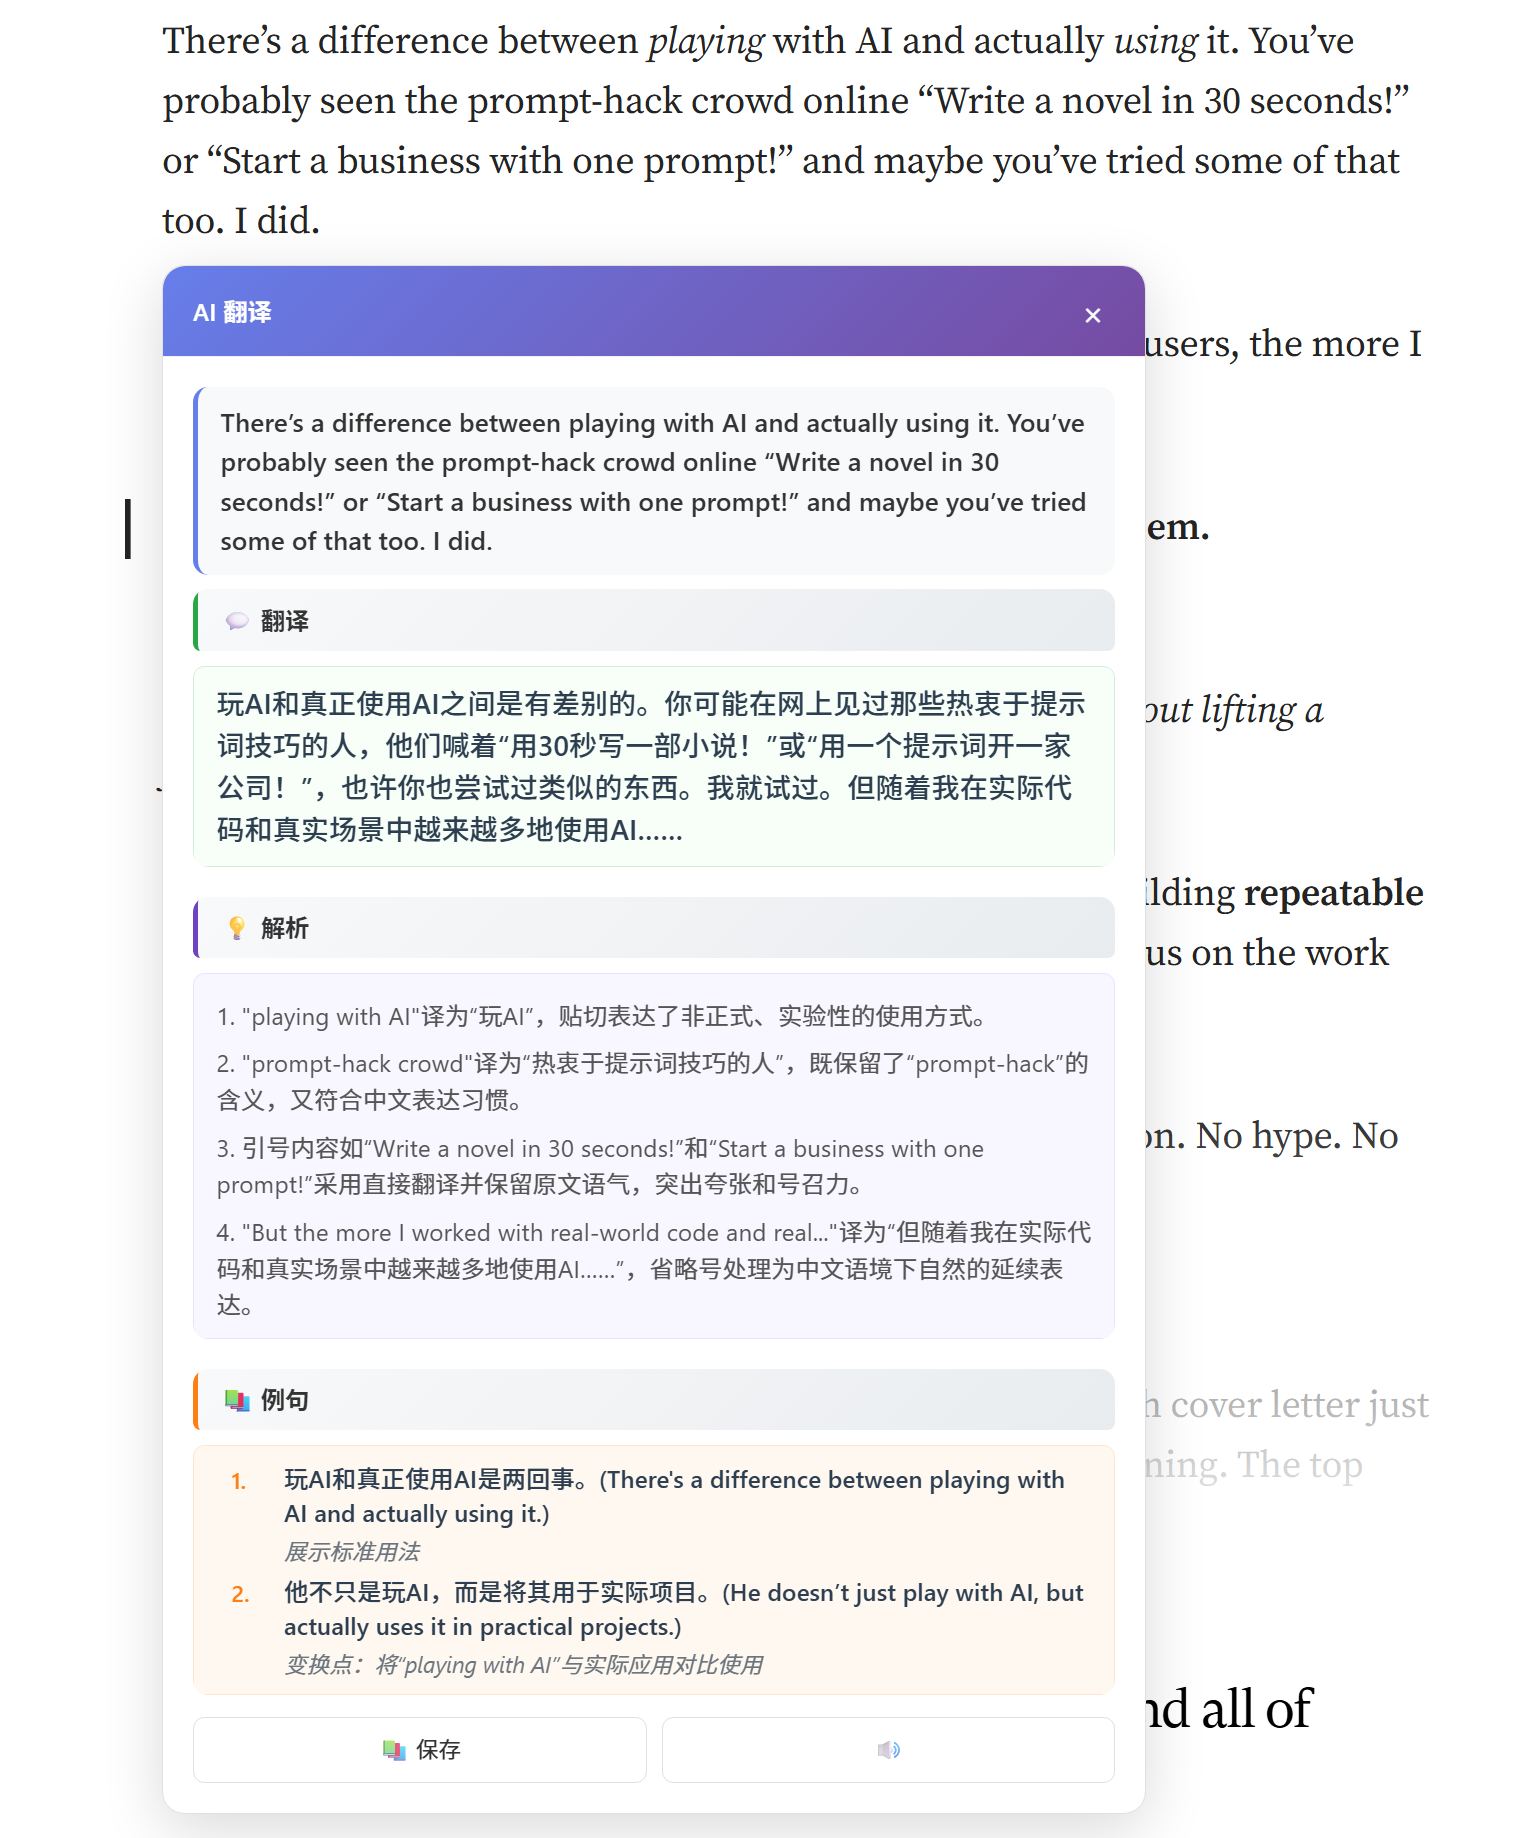 There’s a difference between playing with AI and actually using it. You’ve
probably seen the prompt-hack crowd online “Write a novel in 30 seconds!”
or “Start a business with one prompt!” and maybe you’ve tried some of that
too. I did.
AI 翻译
×
users, the more I
There’s a difference between playing with AI and actually using it. You’ve
probably seen the prompt-hack crowd online “Write a novel in 30
seconds!” or “Start a business with one prompt!” and maybe you’ve tried
some of that too. I did.
em.
翻译
玩AI和真正使用AI之间是有差别的。你可能在网上见过那些热衷于提示
词技巧的人，他们喊着“用30秒写一部小说！”或“用一个提示词开一家
公司！”，也许你也尝试过类似的东西。我就试过。但随着我在实际代
码和真实场景中越来越多地使用AI……
out lifting a
ilding repeatable
解析
us on the work
1. "playing with AI"译为“玩AI”，贴切表达了非正式、实验性的使用方式。
2. "prompt-hack crowd"译为“热衷于提示词技巧的人”，既保留了“prompt-hack”的
含义，又符合中文表达习惯。
3. 引号内容如“Write a novel in 30 seconds!”和“Start a business with one
prompt!”采用直接翻译并保留原文语气，突出夸张和号召力。
4. "But the more I worked with real-world code and real..."译为“但随着我在实际代
码和真实场景中越来越多地使用AI……”，省略号处理为中文语境下自然的延续表
达。
on. No hype. No
例句
h cover letter just
ning. The top
1. 玩AI和真正使用AI是两回事。(There's a difference between playing with
AI and actually using it.)
展示标准用法
2. 他不只是玩AI，而是将其用于实际项目。(He doesn’t just play with AI, but
actually uses it in practical projects.)
变换点：将“playing with AI”与实际应用对比使用
nd all of
保存